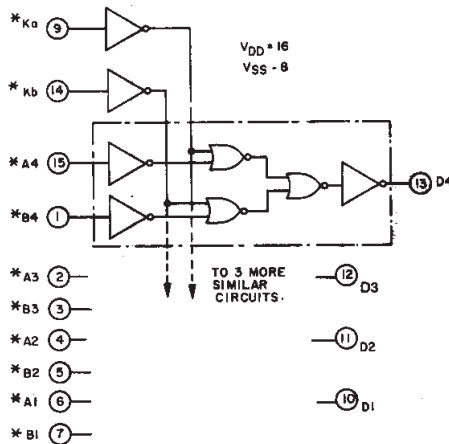 *Ka 9
VDD = 16
VSS - 8
*Kb 14
*A4 15
13 D4
*B4 1
TO 3 MORE
SIMILAR
CIRCUITS.
*A3 2
12 D3
*B3 3
*A2 4
11 D2
*B2 5
*A1 6
10 D1
*B1 7